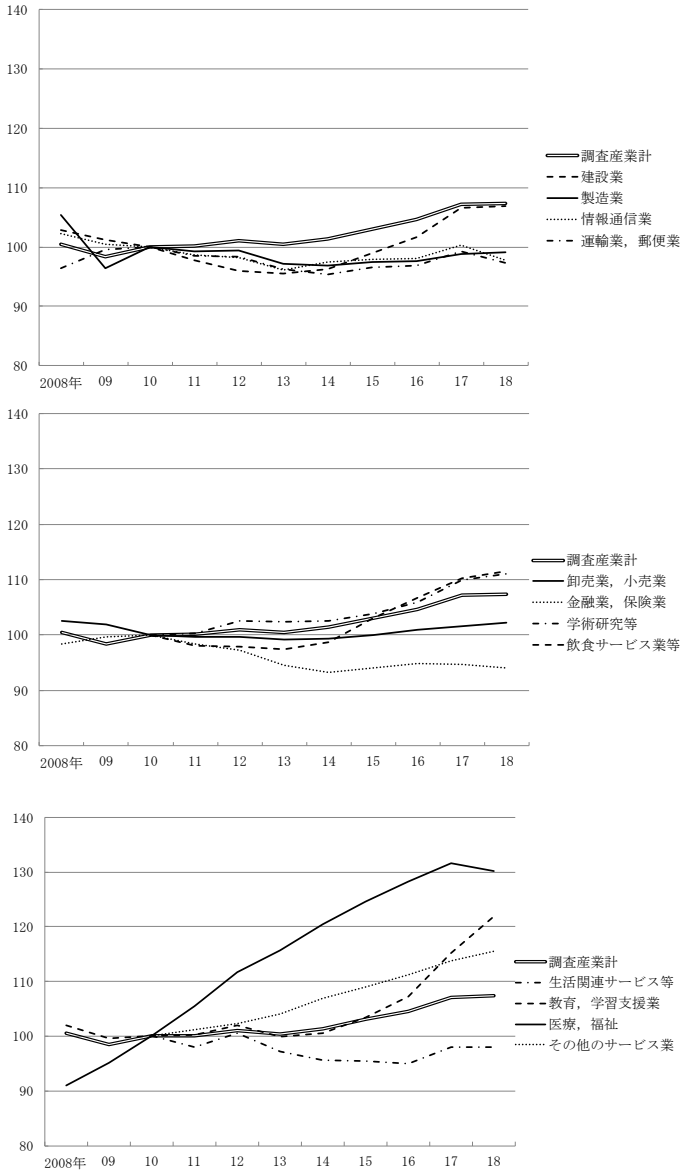 140
130
120
110
100
90
80
2008年 09 10 11 12 13 14 15 16 17 18
調査産業計
建設業
製造業
情報通信業
運輸業，郵便業
140
130
120
110
100
90
80
2008年 09 10 11 12 13 14 15 16 17 18
調査産業計
卸売業，小売業
金融業，保険業
学術研究等
飲食サービス業等
140
130
120
110
100
90
80
2008年 09 10 11 12 13 14 15 16 17 18
調査産業計
生活関連サービス等
教育，学習支援業
医療，福祉
その他のサービス業